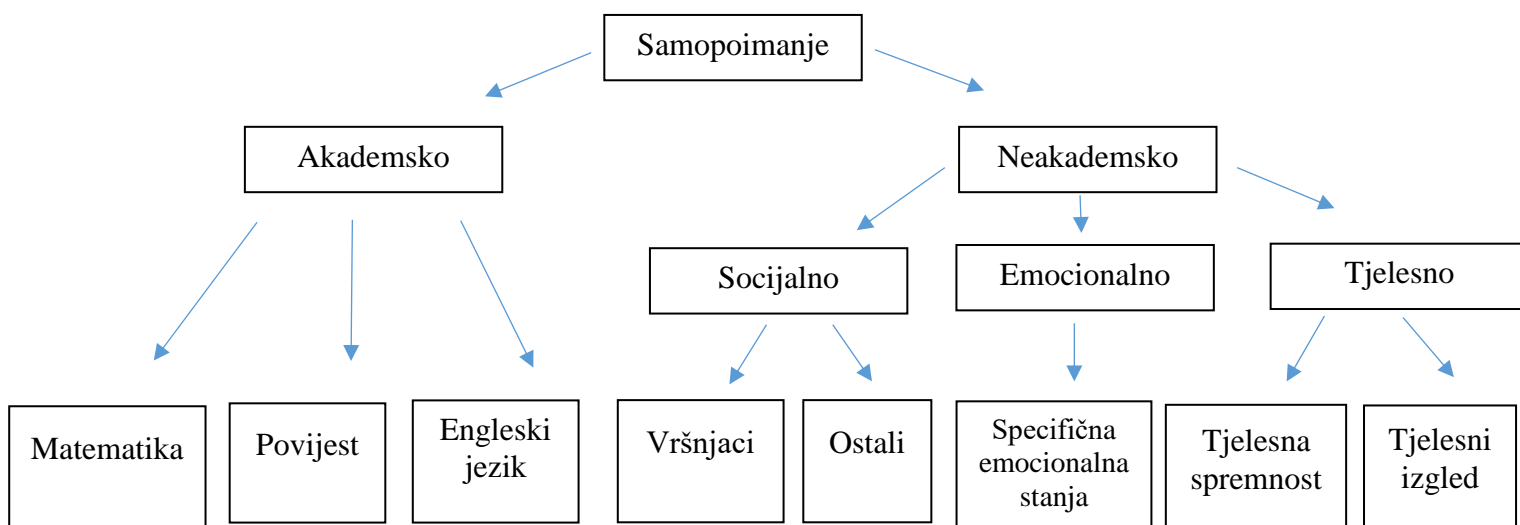 Samopoimanje
Akademsko
Neakademsko
Socijalno
Emocionalno
Tjelesno
Matematika
Povijest
Engleski
jezik
Vršnjaci
Ostali
Specifična
emocionalna
stanja
Tjelesna
spremnost
Tjelesni
izgled